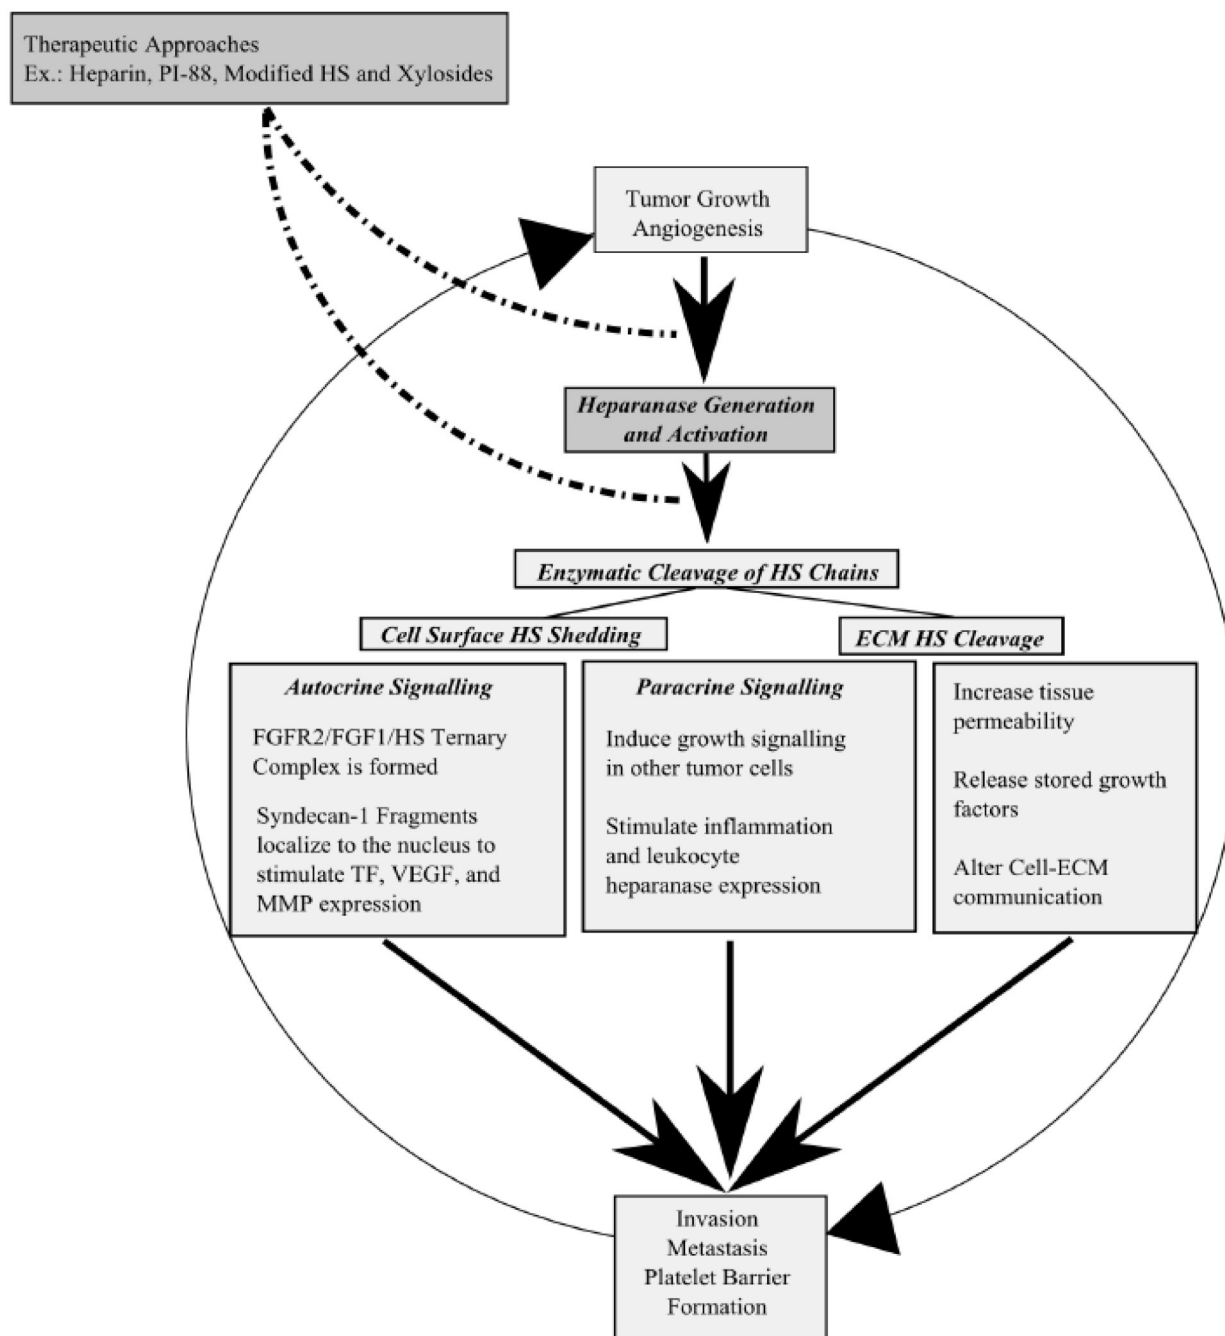 Therapeutic Approaches
Ex.: Heparin, PI-88, Modified HS and Xylosides
Tumor Growth
Angiogenesis
Heparanase Generation
and Activation
Enzymatic Cleavage of HS Chains
Cell Surface HS Shedding
ECM HS Cleavage
Autocrine Signalling
FGFR2/FGF1/HS Ternary
Complex is formed
Syndecan-1 Fragments
localize to the nucleus to
stimulate TF, VEGF, and
MMP expression
Paracrine Signalling
Induce growth signalling
in other tumor cells
Stimulate inflammation
and leukocyte
heparanase expression
Increase tissue
permeability
Release stored growth
factors
Alter Cell-ECM
communication
Invasion
Metastasis
Platelet Barrier
Formation